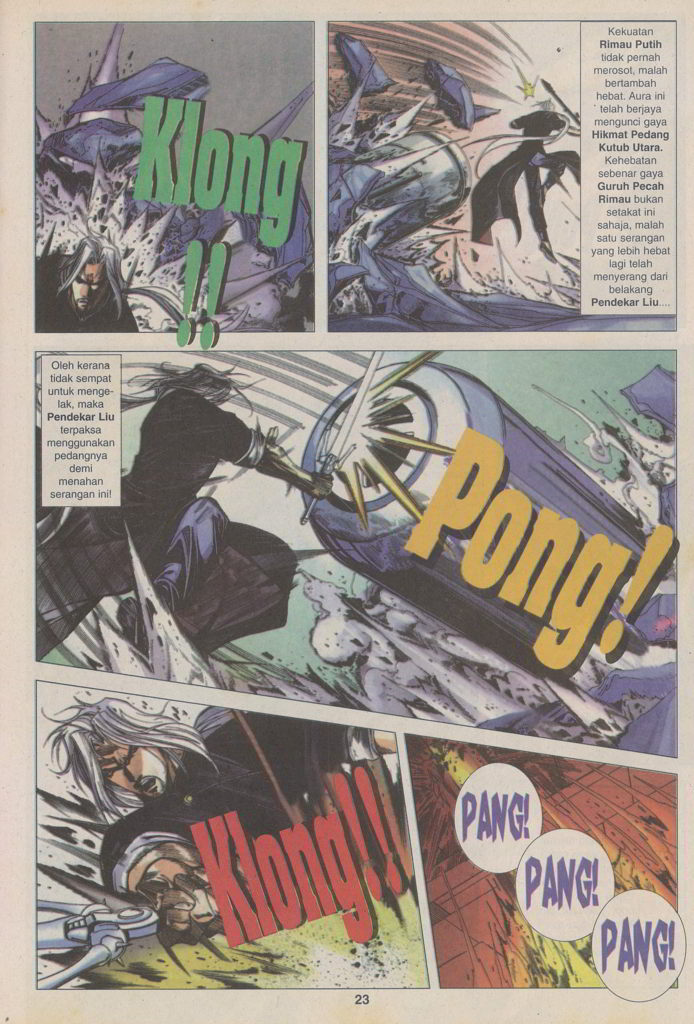 Klong
!!
Kekuatan
Rimau Putih
tidak pernah
merosot, malah
bertambah
hebat. Aura ini
telah berjaya
mengunci gaya
Hikmat Pedang
Kutub Utara.
Kehebatan
sebenar gaya
Guruh Pecah
Rimau bukan
setakat ini
sahaja, malah
satu serangan
yang lebih hebat
lagi telah
menyerang dari
belakang
Pendekar Liu....
Oleh kerana
tidak sempat
untuk menge-
lak, maka
Pendekar Liu
terpaksa
menggunakan
pedangnya
demi
menahan
serangan ini!
Pong!
Klong!!
PANG!
PANG!
PANG!
23